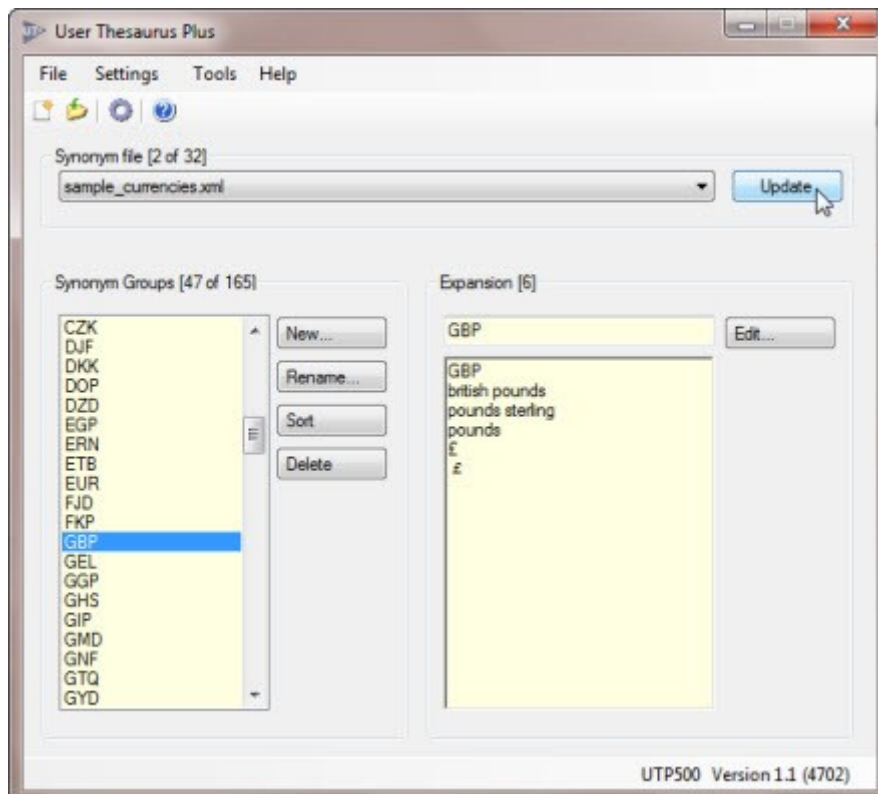 User Thesaurus Plus
File Settings Tools Help
Synonym file [2 of 32]
sample_currencies.xml
Update
Synonym Groups [47 of 165]
CZK
DJF
DKK
DOP
DZD
EGP
ERN
ETB
EUR
FJD
FKP
GBP
GEL
GGP
GHS
GIP
GMD
GNF
GTQ
GYD
New...
Rename...
Sort
Delete
Expansion [6]
GBP
Edit...
GBP
british pounds
pounds sterling
pounds
£
£
UTP500 Version 1.1 (4702)